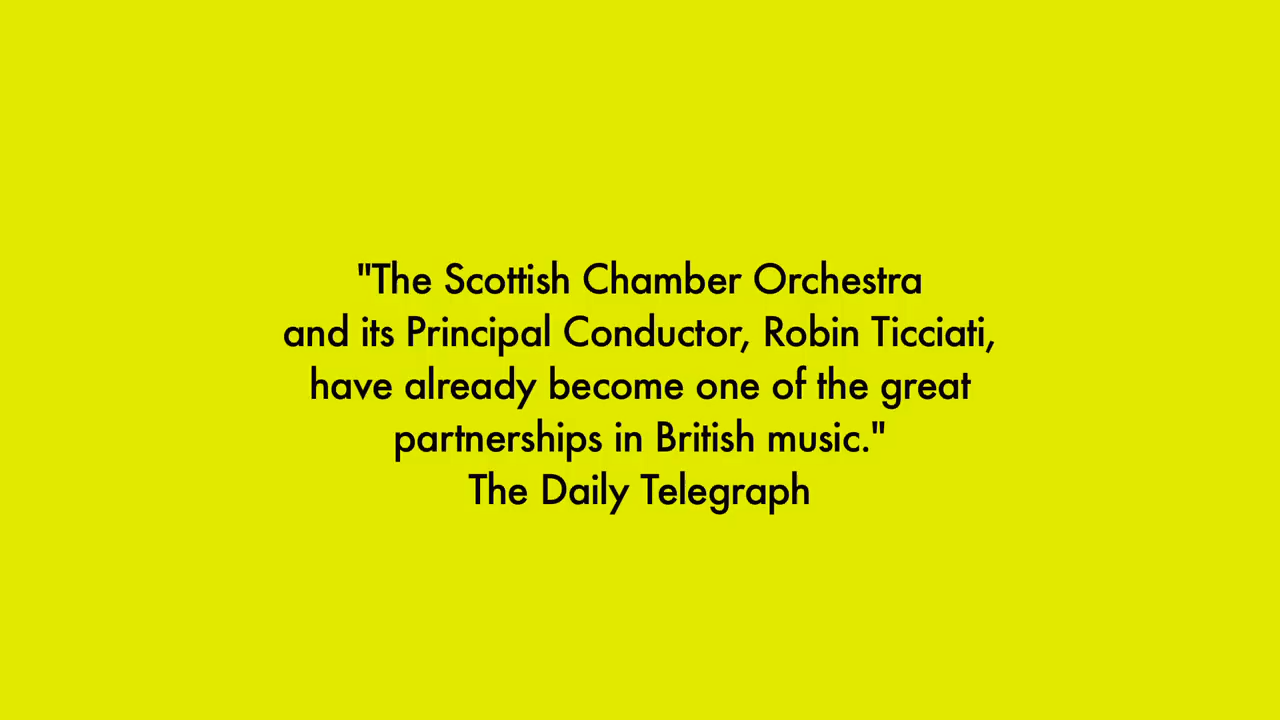 "The Scottish Chamber Orchestra
and its Principal Conductor, Robin Ticciati,
have already become one of the great
partnerships in British music."
The Daily Telegraph